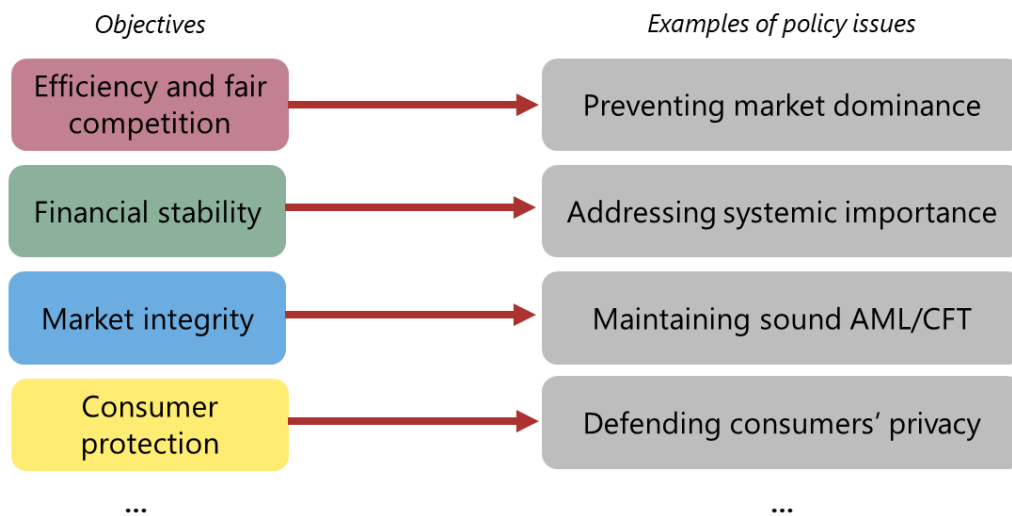 Objectives
Examples of policy issues
Efficiency and fair
competition
Preventing market dominance
Financial stability
Addressing systemic importance
Market integrity
Maintaining sound AML/CFT
Consumer
protection
Defending consumers’ privacy
...
...